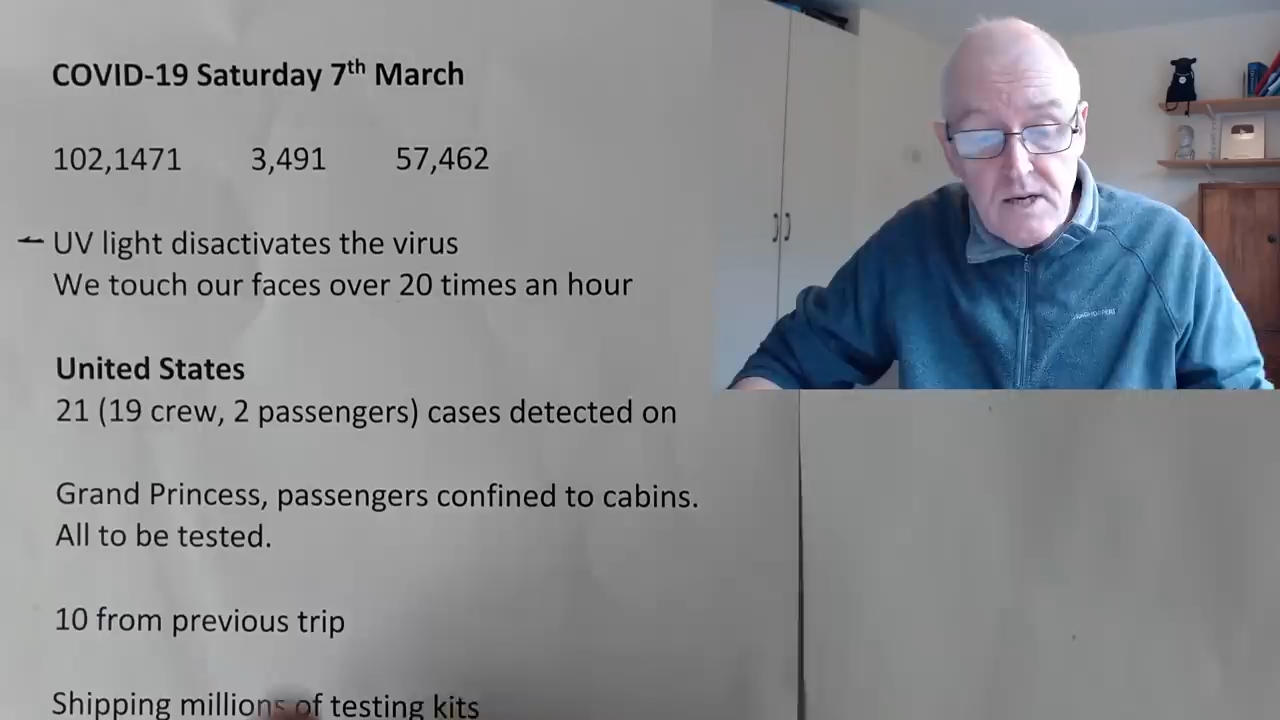 COVID-19 Saturday 7th March
102,1471 3,491 57,462
UV light disactivates the virus
We touch our faces over 20 times an hour
United States
21 (19 crew, 2 passengers) cases detected on
Grand Princess, passengers confined to cabins.
All to be tested.
10 from previous trip
Shipping millions of testing kits